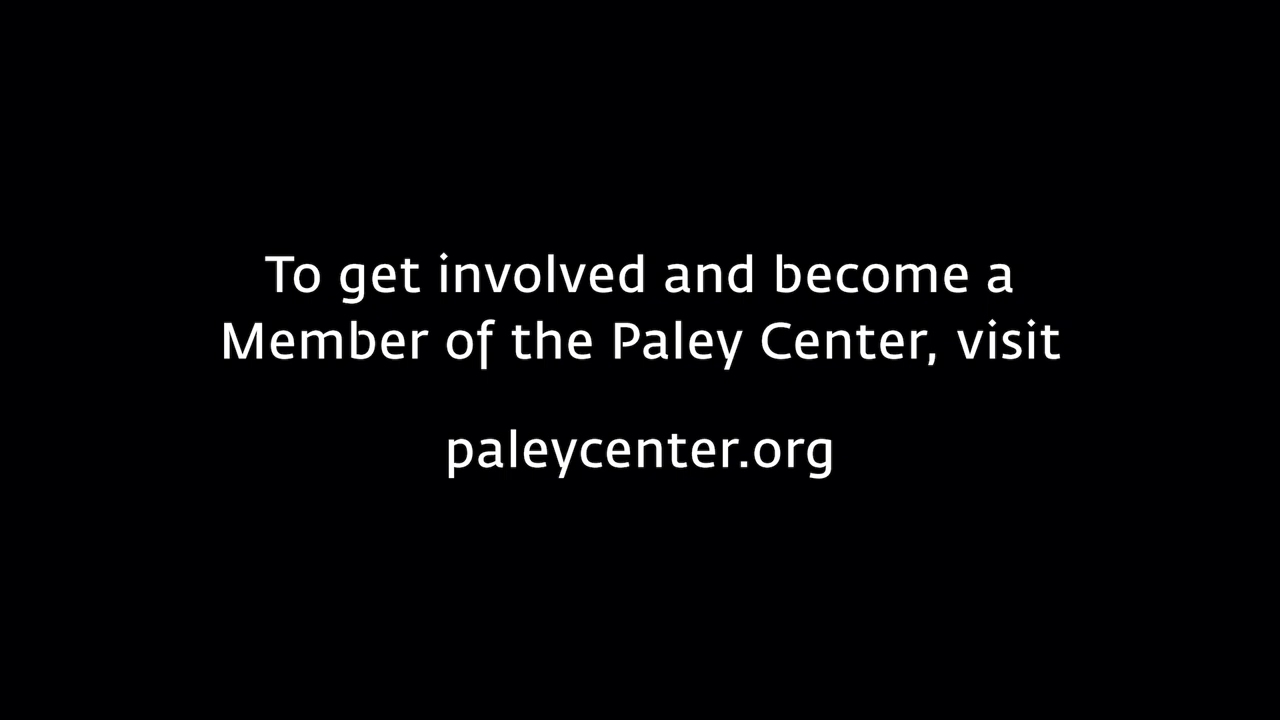 To get involved and become a
Member of the Paley Center, visit
paleycenter.org